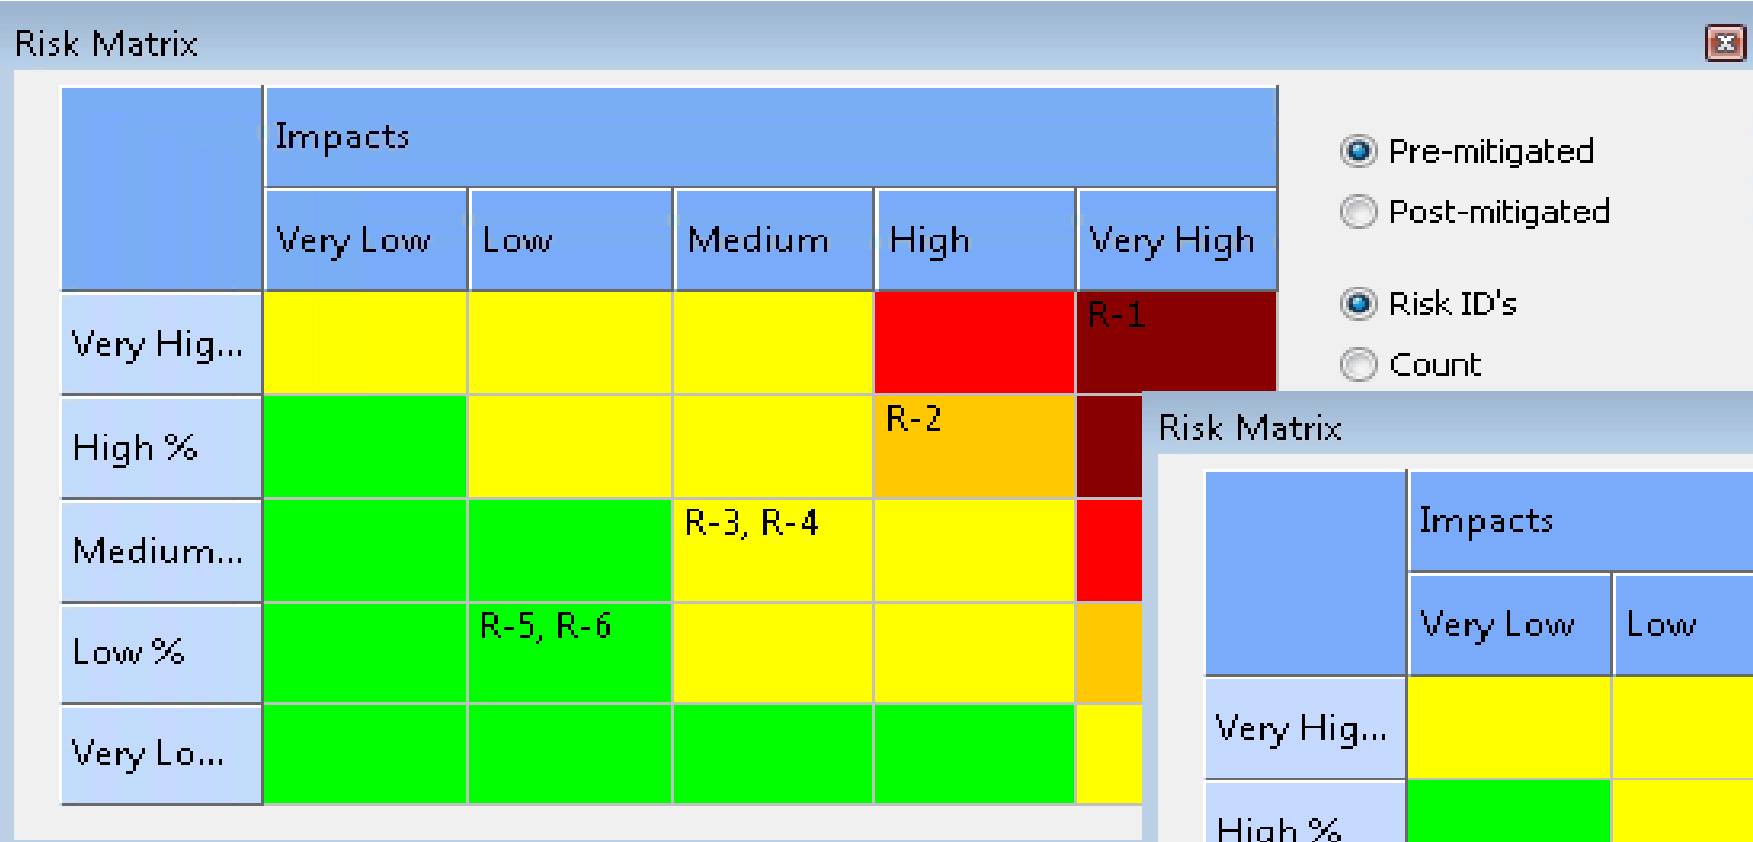 Risk Matrix
Impacts
Very Low Low Medium High Very High
Very Hig... R-1
High % R-2
Medium... R-3, R-4
Low % R-5, R-6
Very Lo...
Pre-mitigated
Post-mitigated
Risk ID's
Count
Risk Matrix
Impacts
Very Low Low
Very Hig...
High %